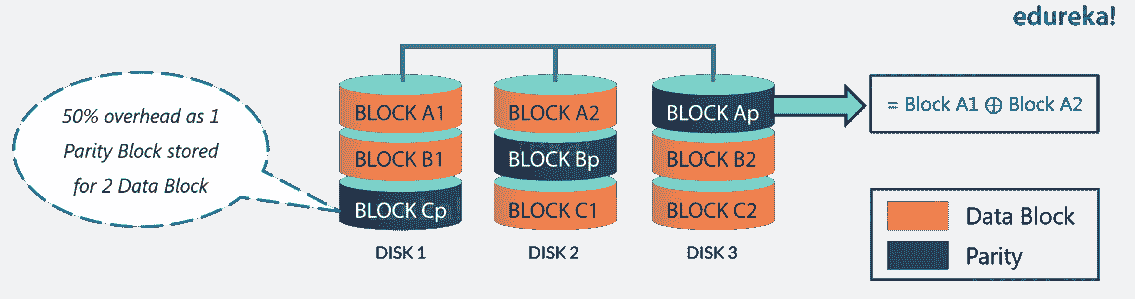 edureka!
50% overhead as 1
Parity Block stored
for 2 Data Block
BLOCK A1
BLOCK A2
BLOCK Ap
= Block A1 ⊕ Block A2
BLOCK B1
BLOCK Bp
BLOCK B2
BLOCK Cp
BLOCK C1
BLOCK C2
DISK 1
DISK 2
DISK 3
Data Block
Parity